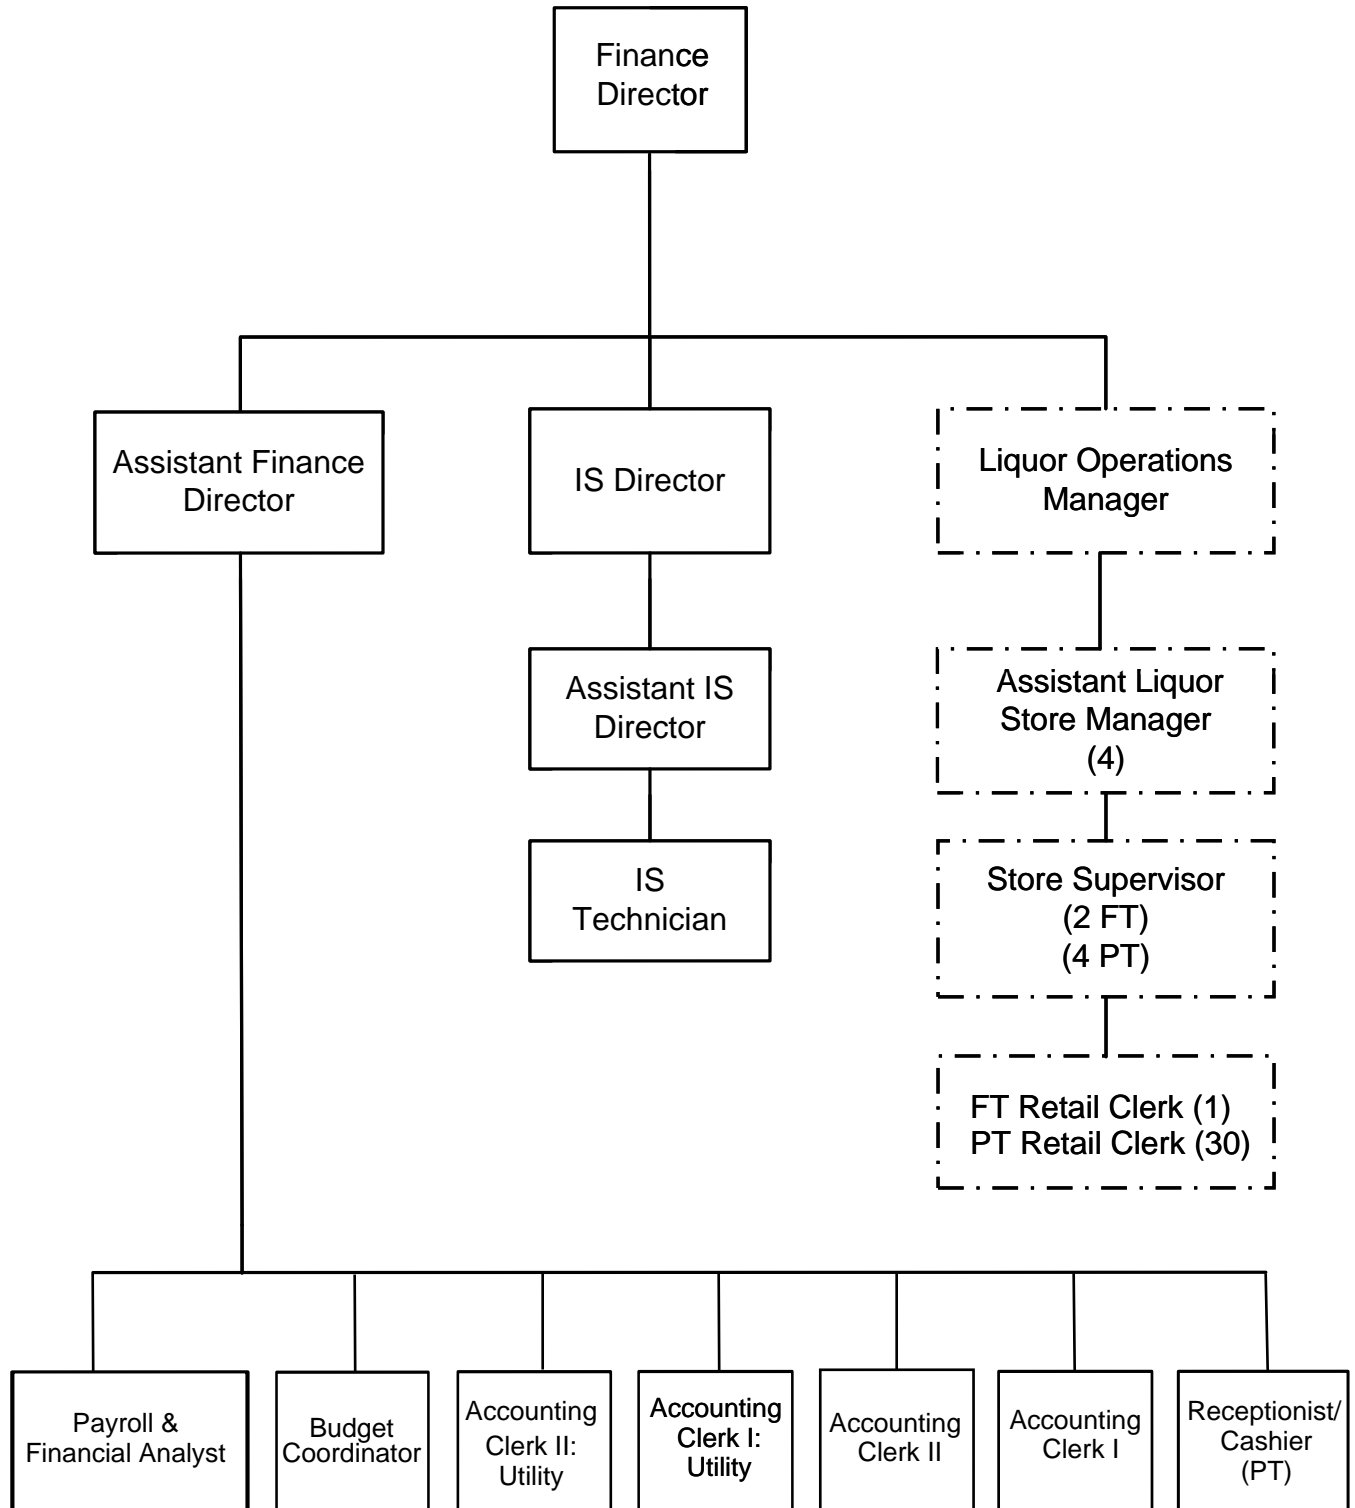 Finance
Director
Assistant Finance
Director
IS Director
Liquor Operations
Manager
Assistant IS
Director
Assistant Liquor
Store Manager
(4)
IS
Technician
Store Supervisor
(2 FT)
(4 PT)
FT Retail Clerk (1)
PT Retail Clerk (30)
Payroll &
Financial Analyst
Budget
Coordinator
Accounting
Clerk II:
Utility
Accounting
Clerk I:
Utility
Accounting
Clerk II
Accounting
Clerk I
Receptionist/
Cashier
(PT)